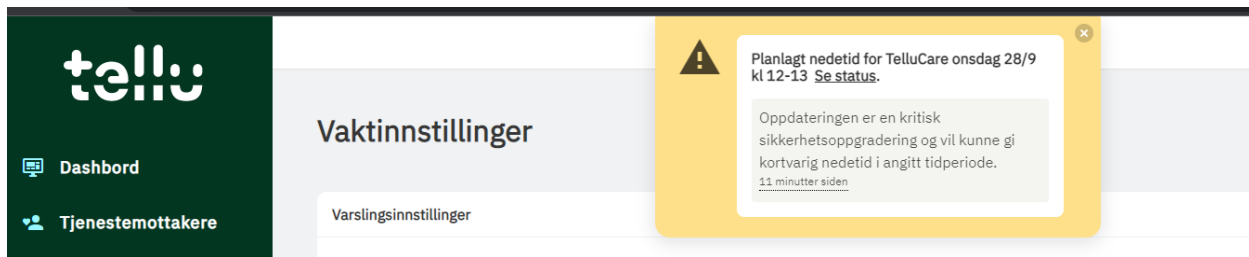 tellu
Dashbord
Tjenestemottakere
Vaktinnstillinger
Varslingsinnstillinger
Planlagt nedetid for TelluCare onsdag 28/9
kl 12-13 Se status.
Oppdateringen er en kritisk
sikkerhetsoppgradering og vil kunne gi
kortvarig nedetid i angitt tidperiode.
11 minutter siden